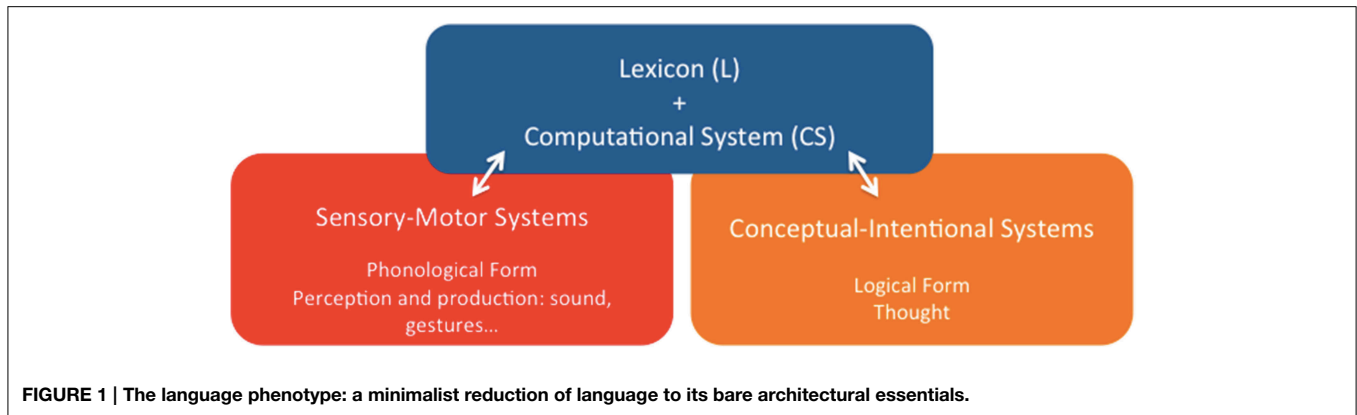 Lexicon (L)
+
Computational System (CS)
Sensory-Motor Systems
Phonological Form
Perception and production: sound,
gestures...
Conceptual-Intentional Systems
Logical Form
Thought
FIGURE 1 | The language phenotype: a minimalist reduction of language to its bare architectural essentials.